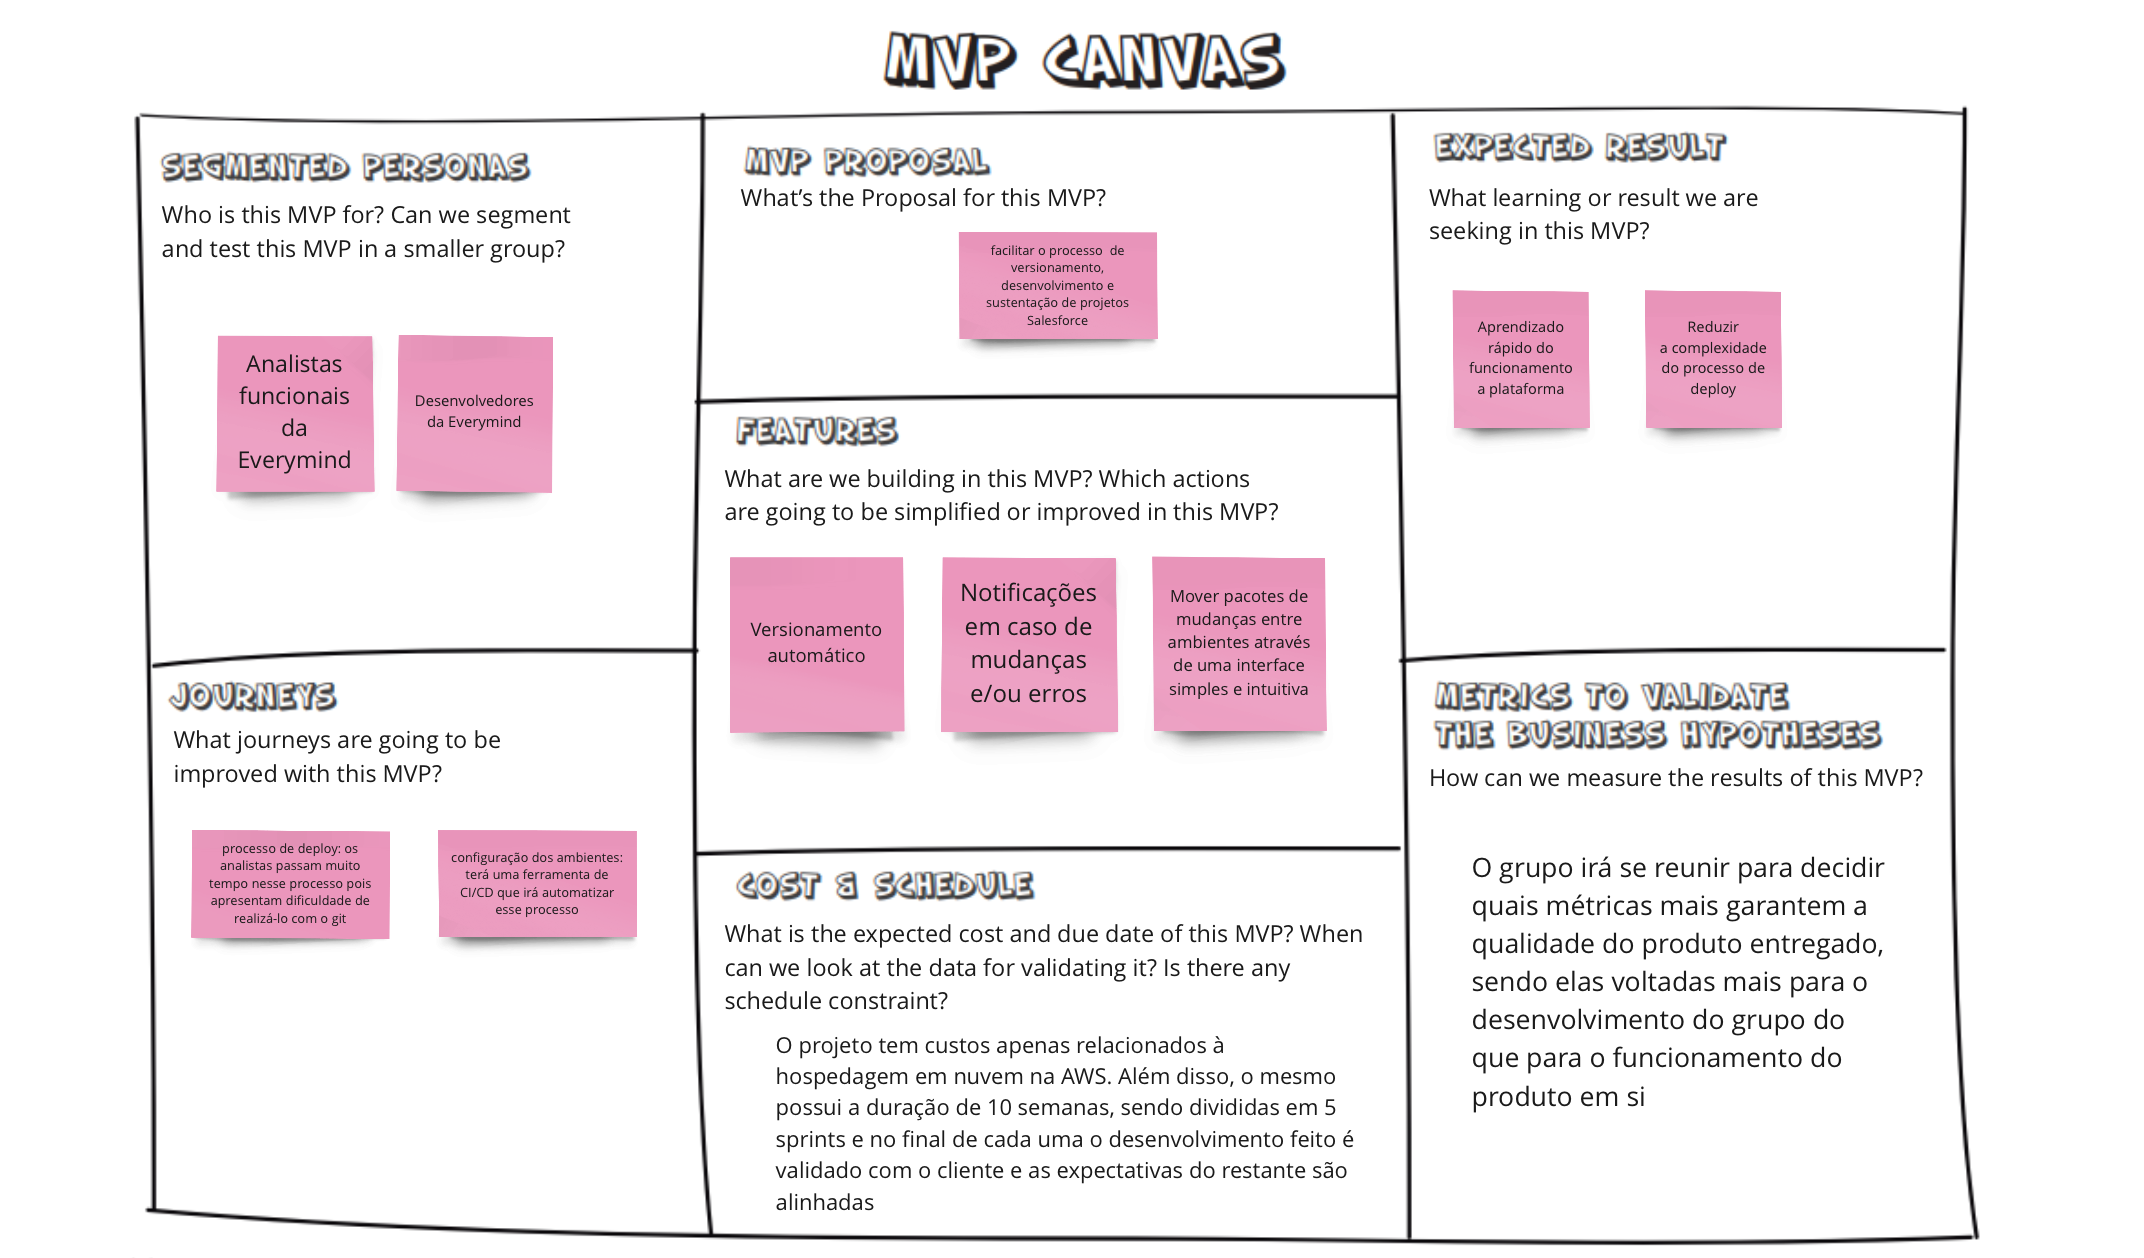 MVP CANVAS
SEGMENTED PERSONAS
Who is this MVP for? Can we segment
and test this MVP in a smaller group?
Analistas
funcionais
da
Everymind
Desenvolvedores
da Everymind
JOURNEYS
What journeys are going to be
improved with this MVP?
processo de deploy: os
analistas passam muito
tempo nesse processo pois
apresentam dificuldade de
realizá-lo com o git
configuração dos ambientes:
terá uma ferramenta de
CI/CD que irá automatizar
esse processo
MVP PROPOSAL
What's the Proposal for this MVP?
facilitar o processo  de
versionamento,
desenvolvimento e
sustentação de projetos
Salesforce
FEATURES
What are we building in this MVP? Which actions
are going to be simplified or improved in this MVP?
Versionamento
automático
Notificações
em caso de
mudanças
e/ou erros
Mover pacotes de
mudanças entre
ambientes através
de uma interface
simples e intuitiva
COST & SCHEDULE
What is the expected cost and due date of this MVP? When
can we look at the data for validating it? Is there any
schedule constraint?
O projeto tem custos apenas relacionados à
hospedagem em nuvem na AWS. Além disso, o mesmo
possui a duração de 10 semanas, sendo divididas em 5
sprints e no final de cada uma o desenvolvimento feito é
validado com o cliente e as expectativas do restante são
alinhadas
EXPECTED RESULT
What learning or result we are
seeking in this MVP?
Aprendizado
rápido do
funcionamento
a plataforma
Reduzir
a complexidade
do processo de
deploy
METRICS TO VALIDATE
THE BUSINESS HYPOTHESES
How can we measure the results of this MVP?
O grupo irá se reunir para decidir
quais métricas mais garantem a
qualidade do produto entregado,
sendo elas voltadas mais para o
desenvolvimento do grupo do
que para o funcionamento do
produto em si